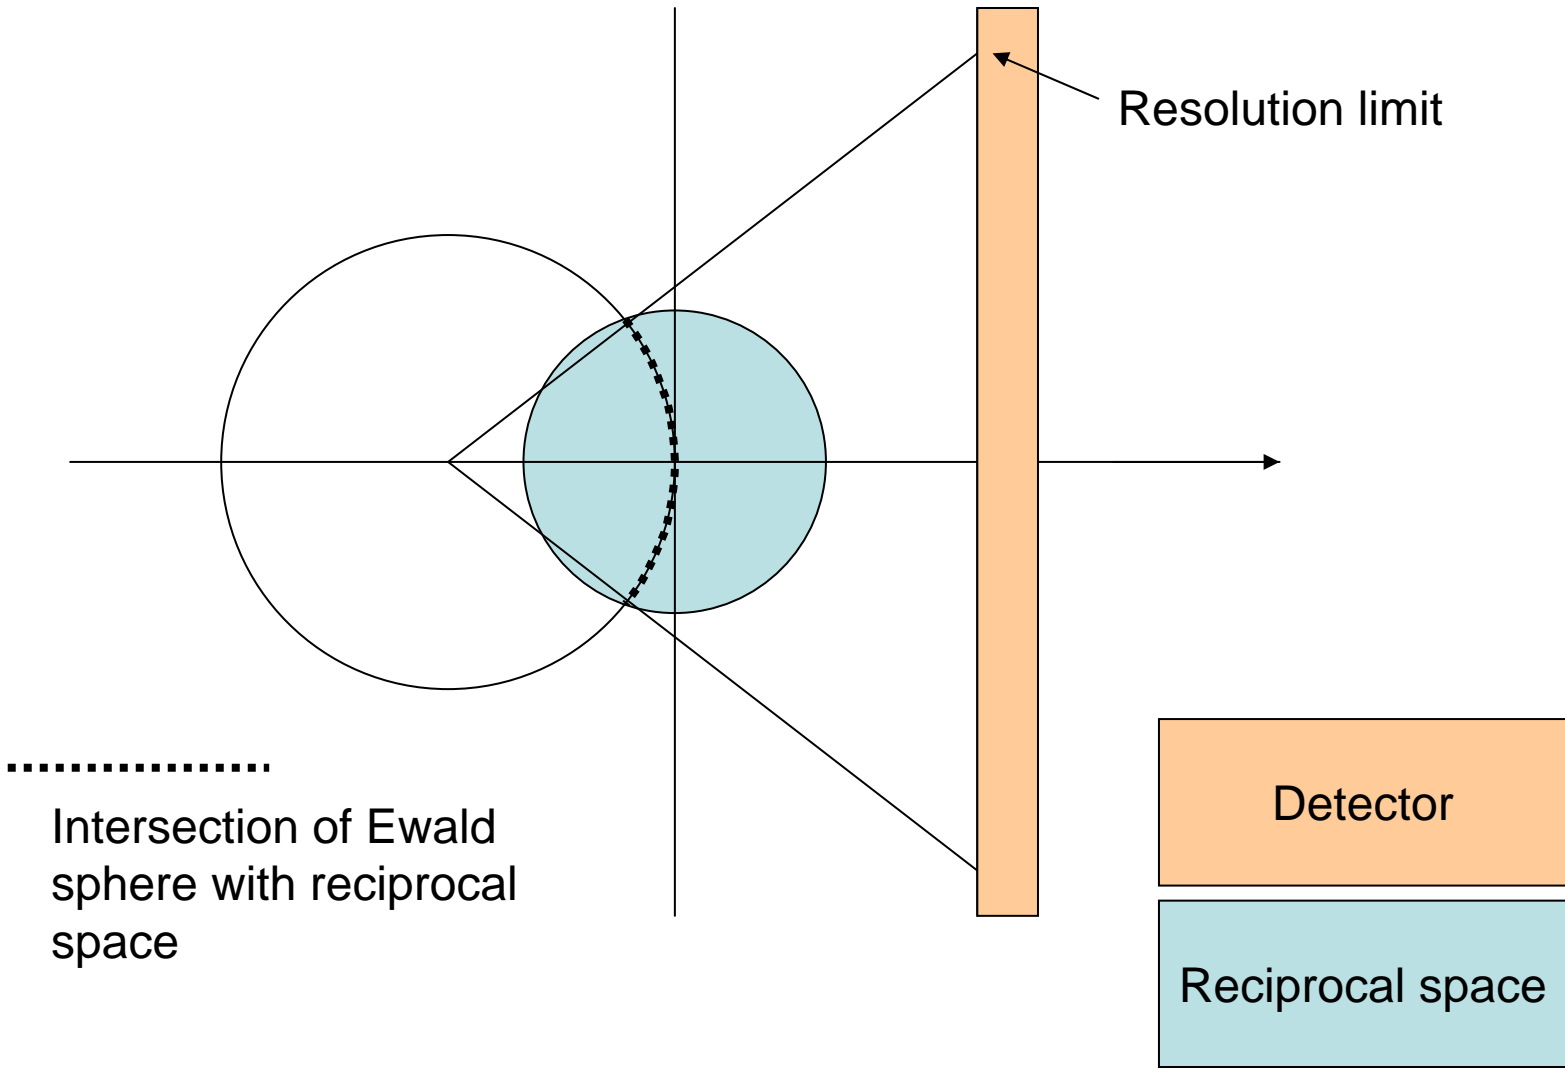 Resolution limit
Intersection of Ewald
sphere with reciprocal
space
Detector
Reciprocal space